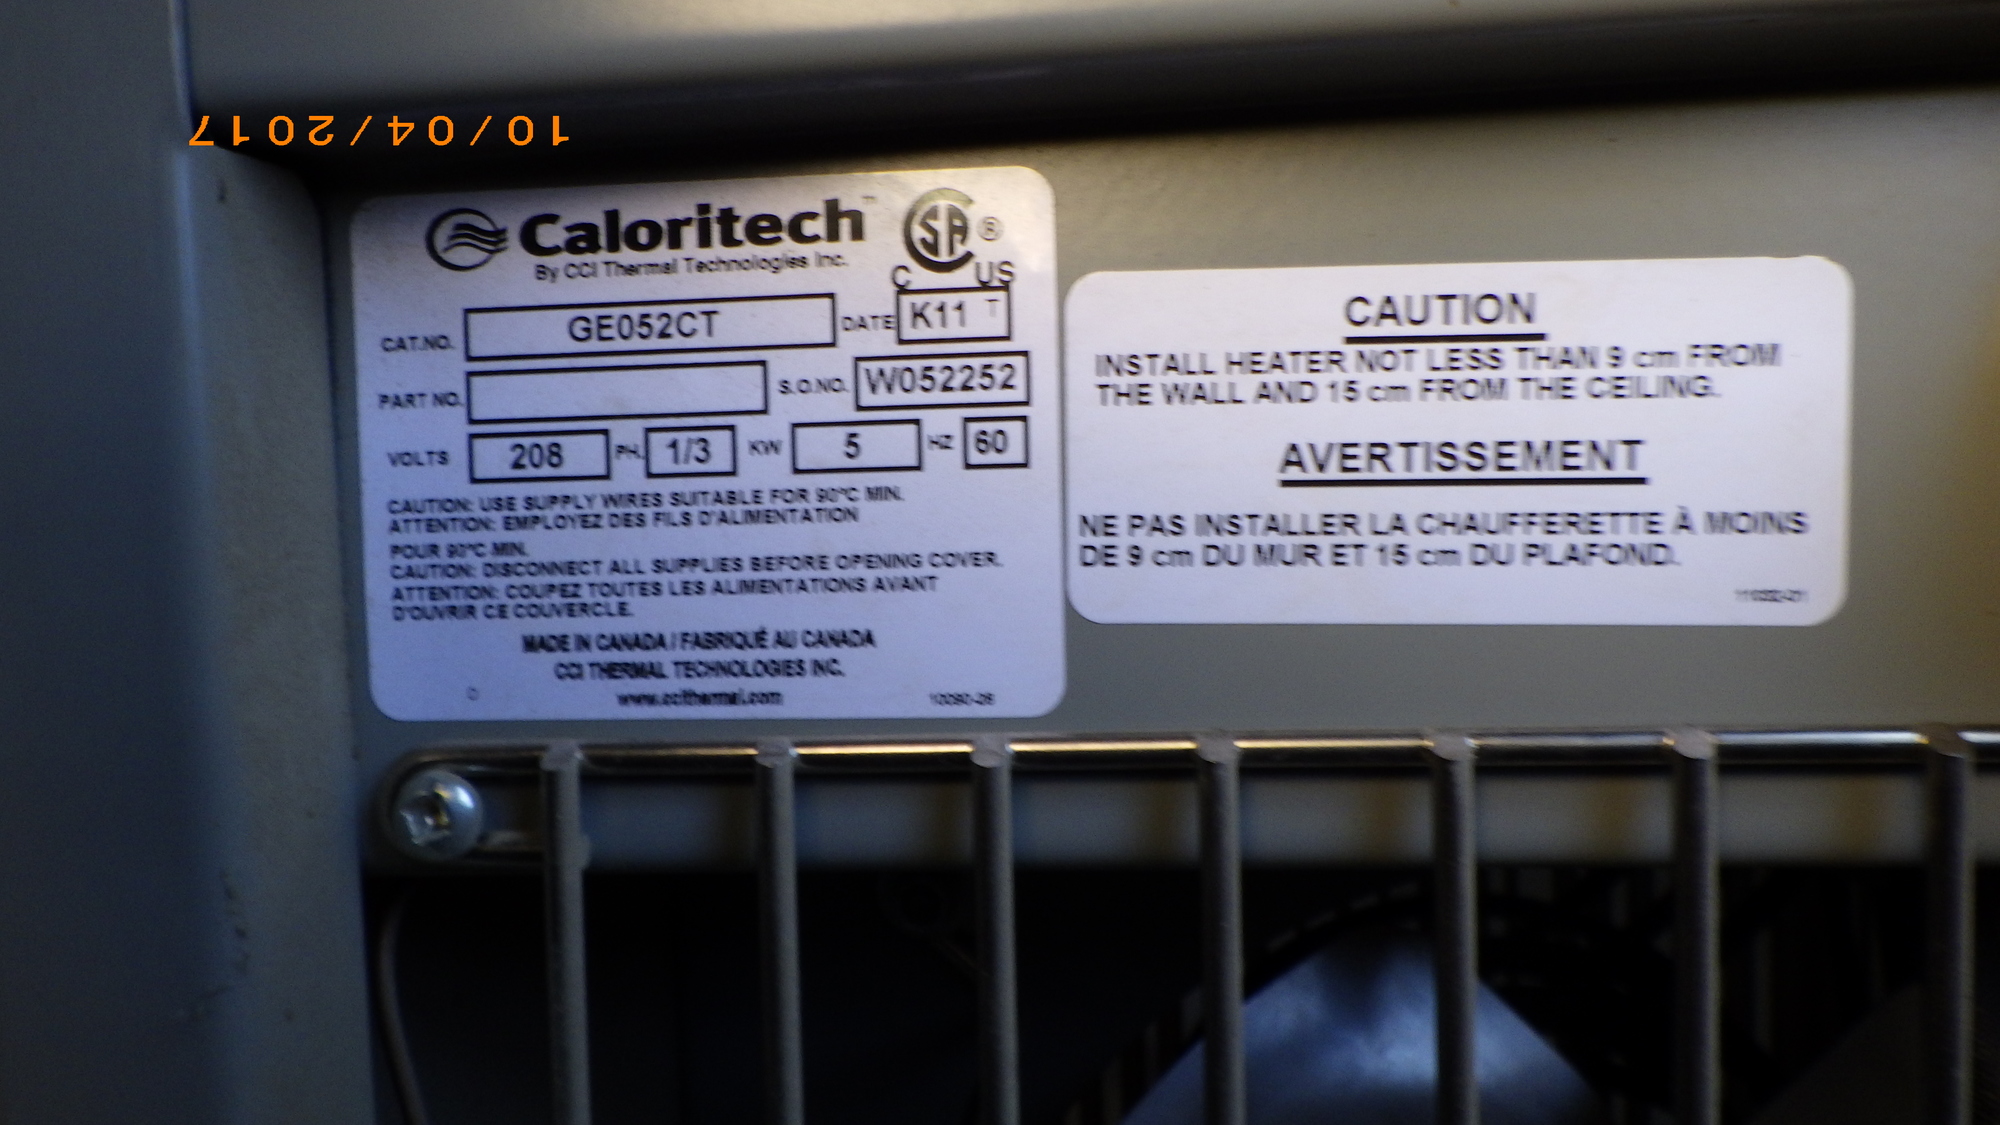 10/04/2017
Caloritech™
By CCI Thermal Technologies Inc.
CSA ®
C US
CAT.NO. GE052CT DATE K11 T
PART NO. S.O.NO. W052252
VOLTS 208 PH. 1/3 KW 5 HZ 60
CAUTION: USE SUPPLY WIRES SUITABLE FOR 90°C MIN.
ATTENTION: EMPLOYEZ DES FILS D'ALIMENTATION
POUR 90°C MIN.
CAUTION: DISCONNECT ALL SUPPLIES BEFORE OPENING COVER.
ATTENTION: COUPEZ TOUTES LES ALIMENTATIONS AVANT
D'OUVRIR CE COUVERCLE.
MADE IN CANADA / FABRIQUÉ AU CANADA
CCI THERMAL TECHNOLOGIES INC.
www.ccithermal.com
CAUTION
INSTALL HEATER NOT LESS THAN 9 cm FROM
THE WALL AND 15 cm FROM THE CEILING.
AVERTISSEMENT
NE PAS INSTALLER LA CHAUFFERETTE À MOINS
DE 9 cm DU MUR ET 15 cm DU PLAFOND.